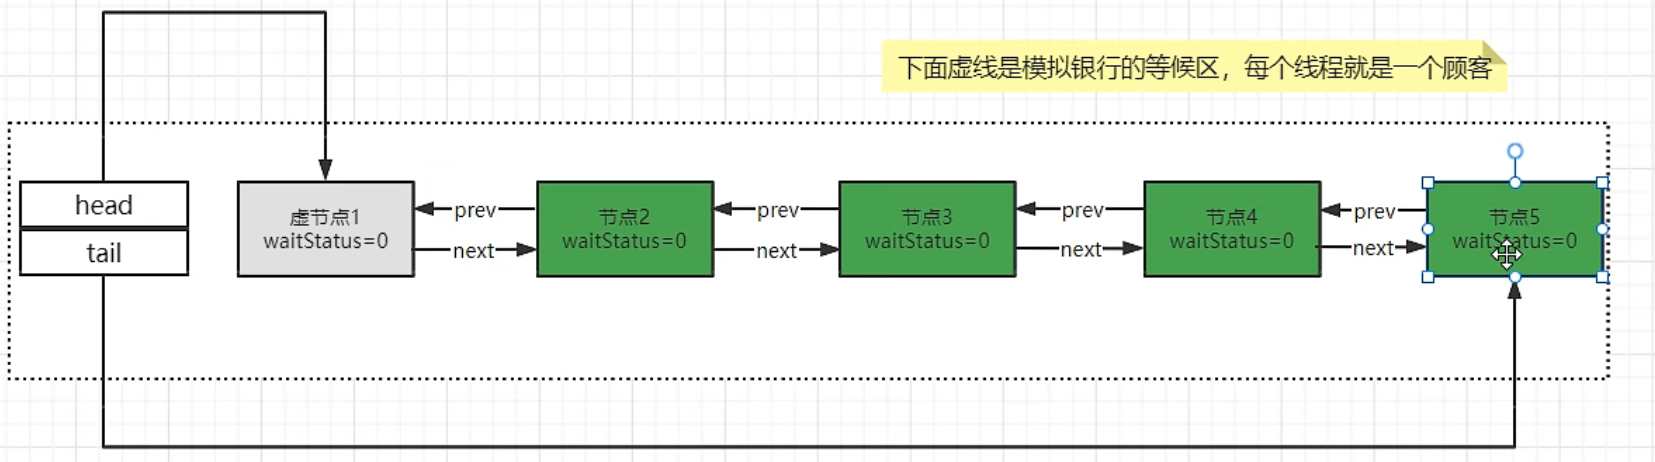 下面虚线是模拟银行的等候区，每个线程就是一个顾客
head
tail
虚节点1
waitStatus=0
prev
next
节点2
waitStatus=0
prev
next
节点3
waitStatus=0
prev
next
节点4
waitStatus=0
prev
next
节点5
waitStatus=0